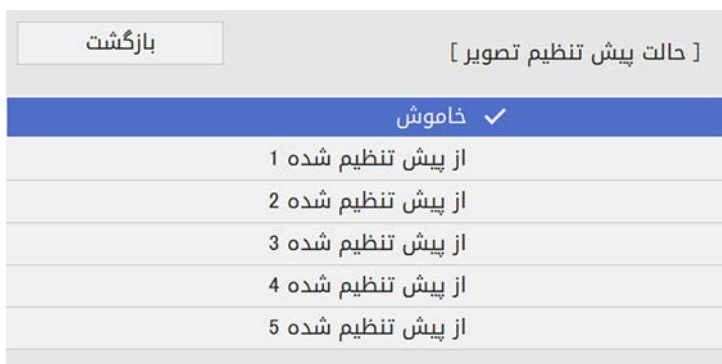 [ حالت پیش تنظیم تصویر ]
بازگشت
خاموش
از پیش تنظیم شده 1
از پیش تنظیم شده 2
از پیش تنظیم شده 3
از پیش تنظیم شده 4
از پیش تنظیم شده 5